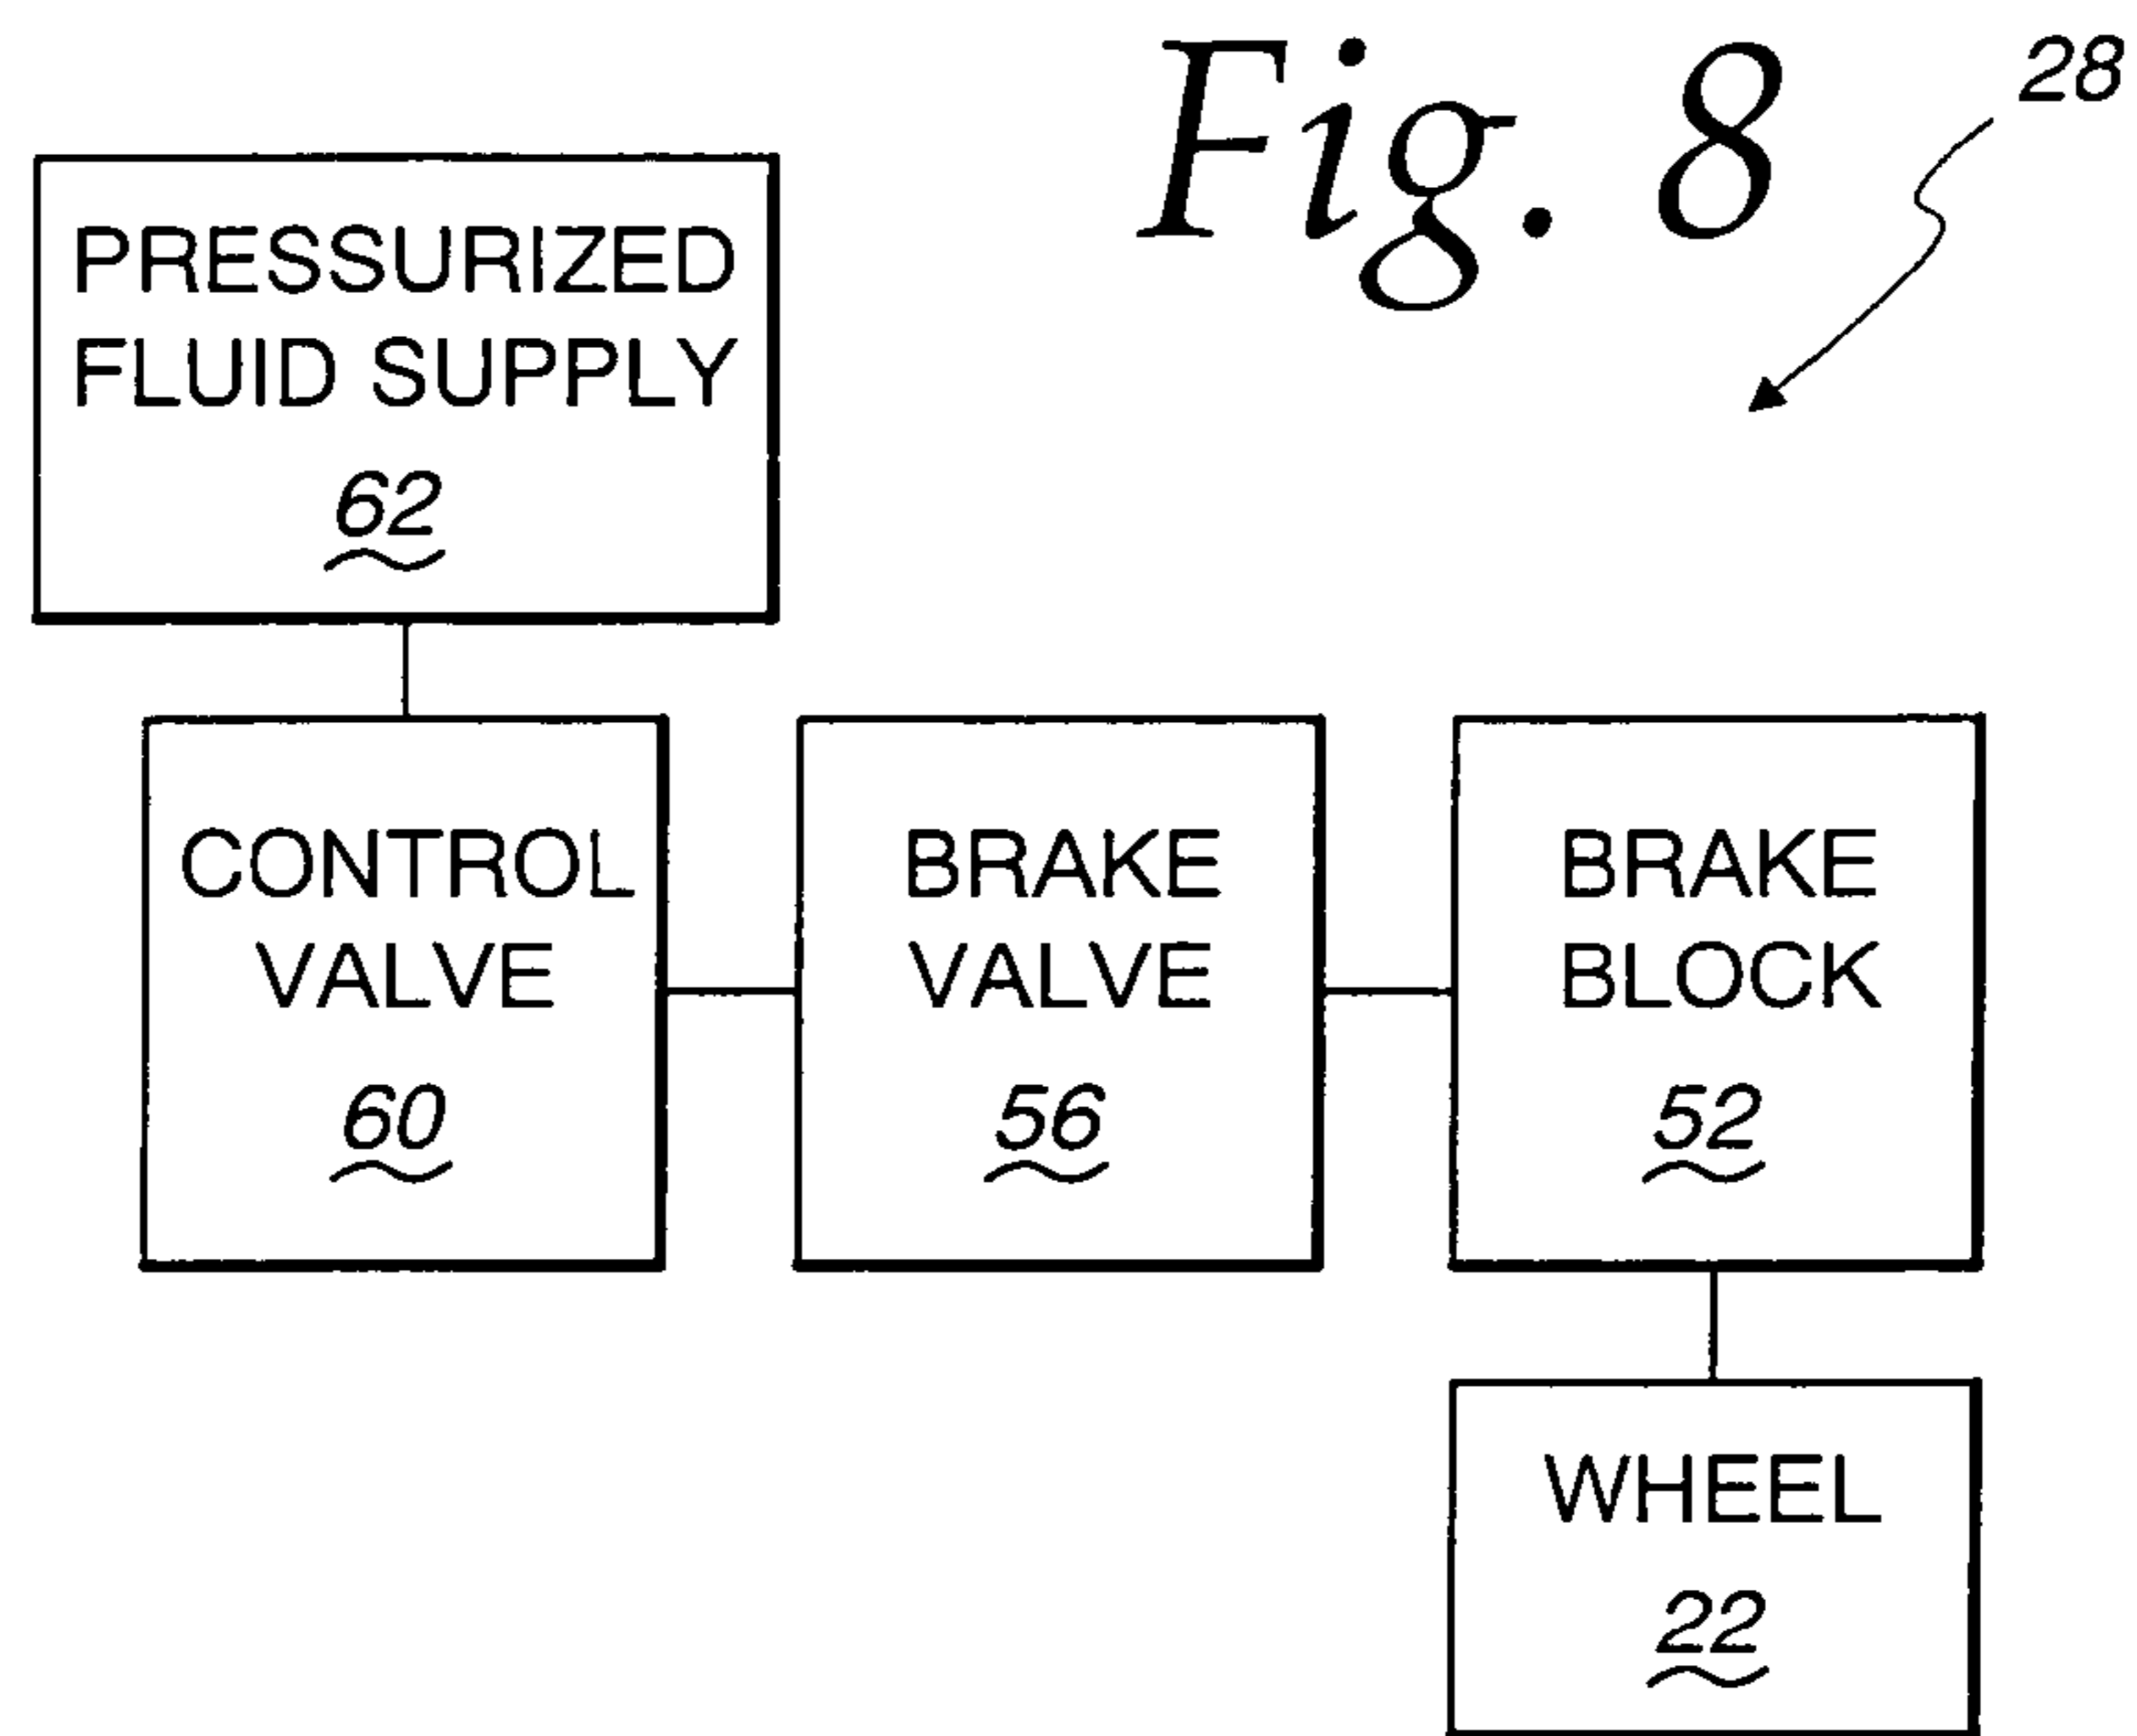 Fig. 8
28
PRESSURIZED
FLUID SUPPLY
62
CONTROL
VALVE
60
BRAKE
VALVE
56
BRAKE
BLOCK
52
WHEEL
22